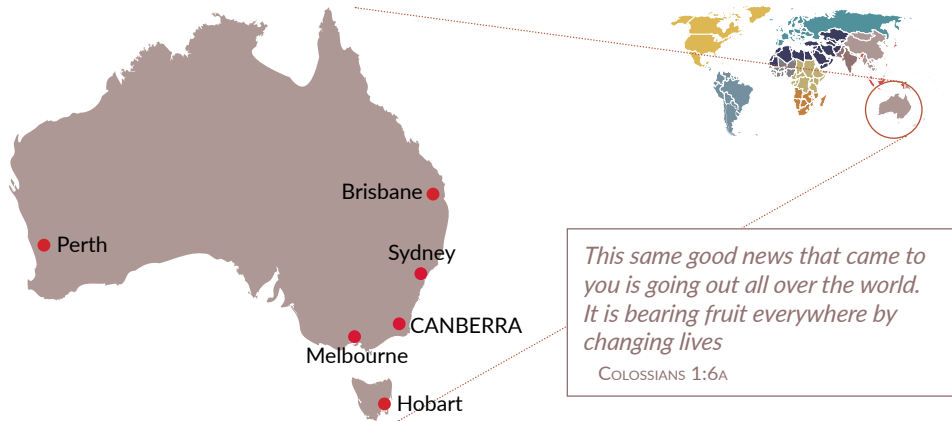 Brisbane
Perth
Sydney
CANBERRA
Melbourne
Hobart
This same good news that came to
you is going out all over the world.
It is bearing fruit everywhere by
changing lives
Colossians 1:6a